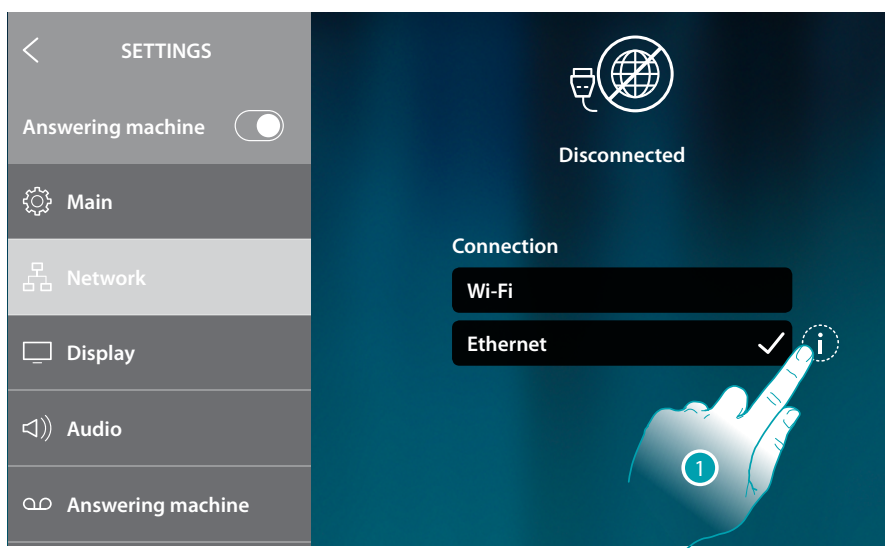 SETTINGS
Answering machine
Main
Network
Display
Audio
Answering machine
Disconnected
Connection
Wi-Fi
Ethernet
i
1